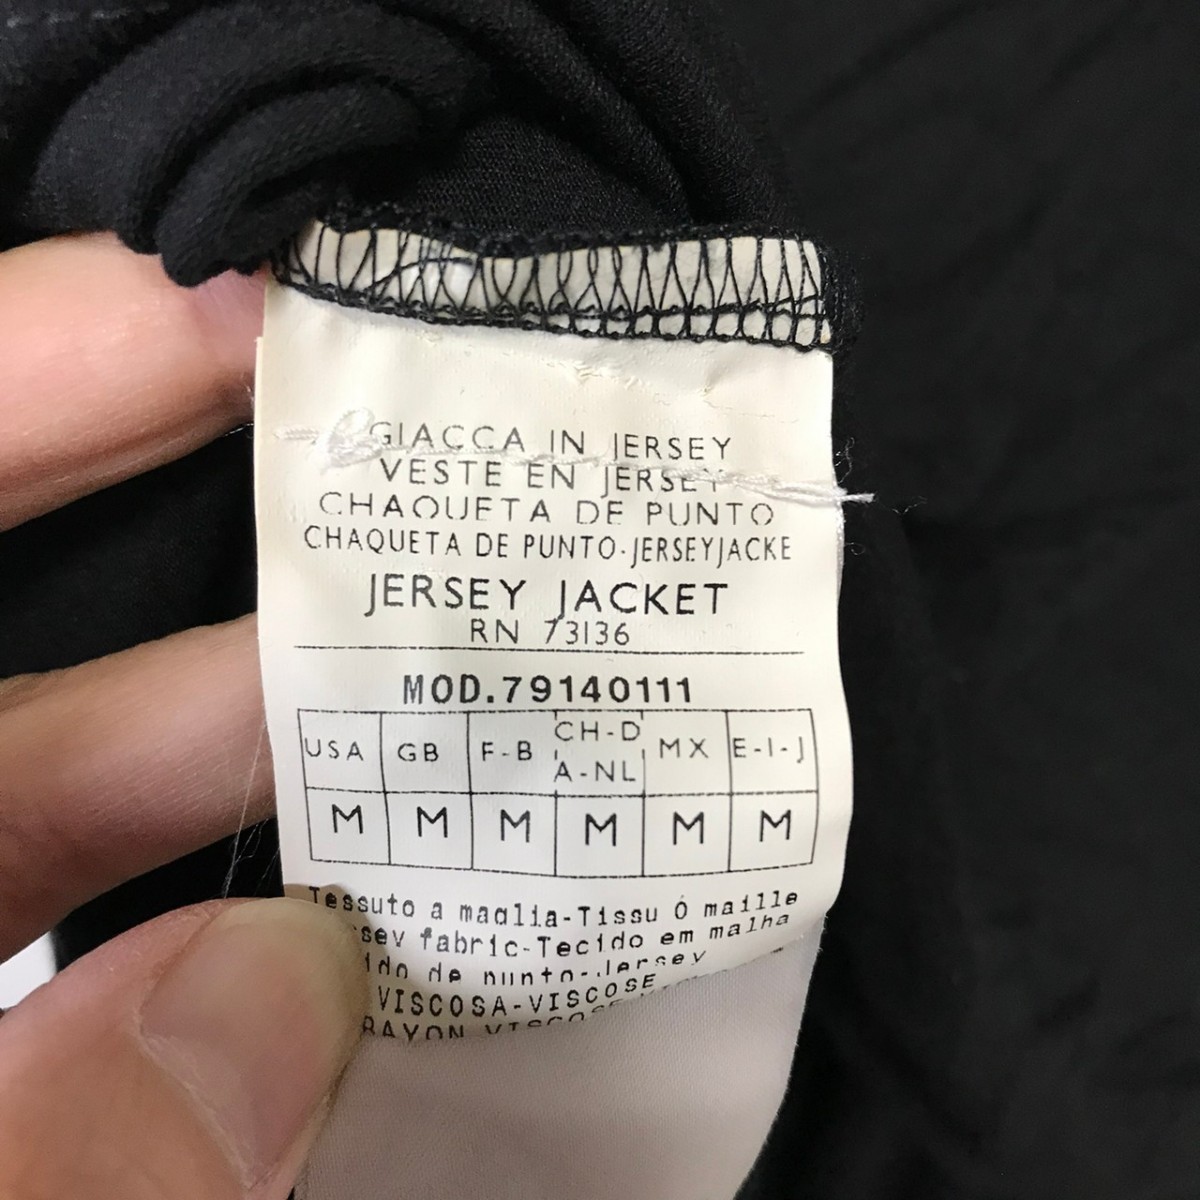 GIACCA IN JERSEY
VESTE EN JERSEY
CHAQUETA DE PUNTO
CHAQUETA DE PUNTO-JERSEYJACKE
JERSEY JACKET
RN 73136
MOD.79140111
USA GB F-B CH-D A-NL MX E-I-J
M M M M M M
Tessuto a maglia-Tissu Ó maille
fabric-Tecido em malha
de punto-Jersey
VISCOSA-VISCOSE
RAYON